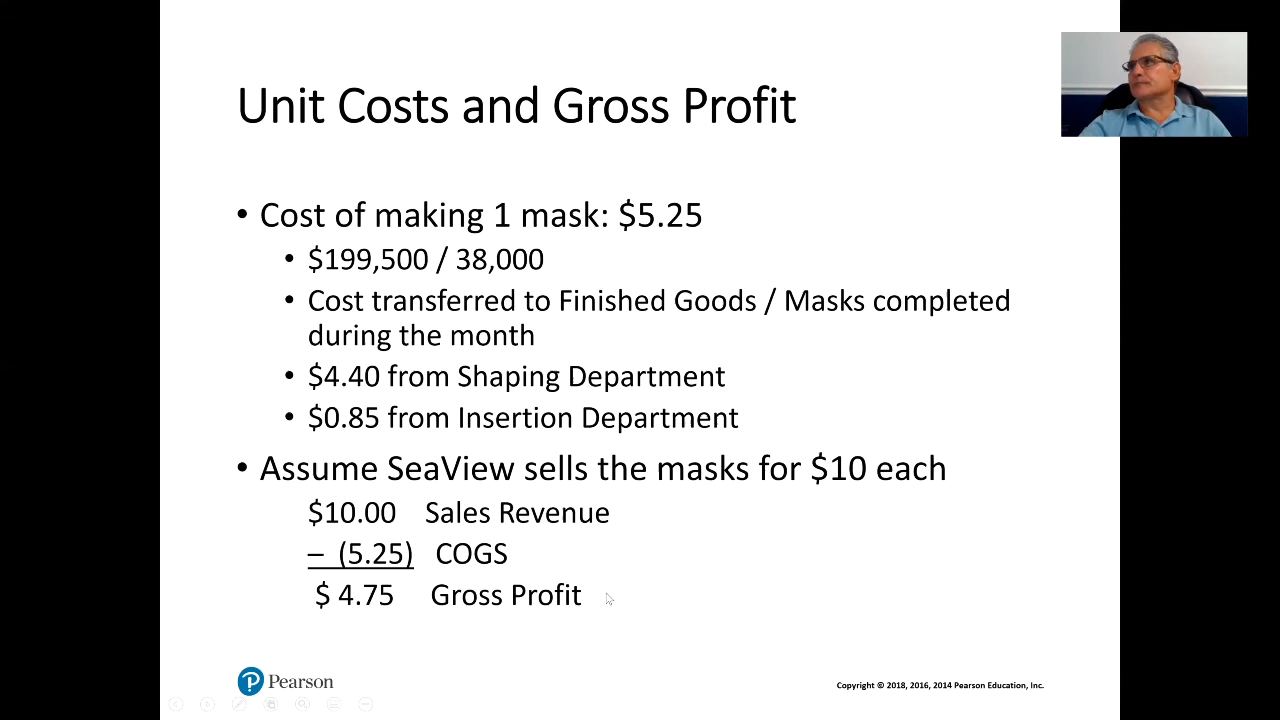 Unit Costs and Gross Profit
• Cost of making 1 mask: $5.25
• $199,500 / 38,000
• Cost transferred to Finished Goods / Masks completed
during the month
• $4.40 from Shaping Department
• $0.85 from Insertion Department
• Assume SeaView sells the masks for $10 each
$10.00 Sales Revenue
– (5.25) COGS
$ 4.75 Gross Profit
P Pearson
Copyright © 2018, 2016, 2014 Pearson Education, Inc.